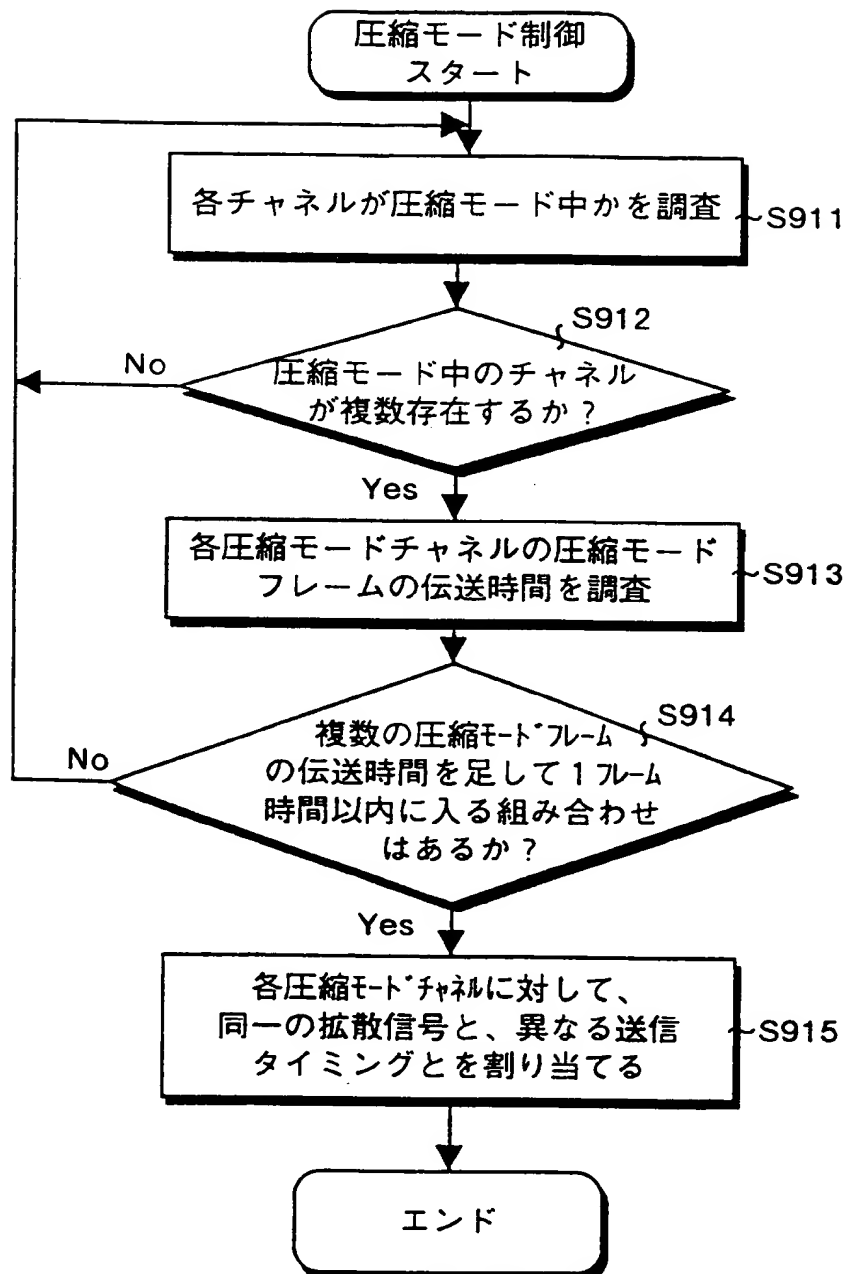 圧縮モード制御
スタート
各チャネルが圧縮モード中かを調査
~S911
S912
No
圧縮モード中のチャネル
が複数存在するか?
Yes
各圧縮モードチャネルの圧縮モード
フレームの伝送時間を調査
~S913
S914
No
複数の圧縮ﾓｰﾄﾞﾌﾚｰﾑ
の伝送時間を足して1ﾌﾚｰﾑ
時間以内に入る組み合わせ
はあるか?
Yes
各圧縮ﾓｰﾄﾞﾁｬﾈﾙに対して、
同一の拡散信号と、異なる送信
タイミングとを割り当てる
~S915
エンド